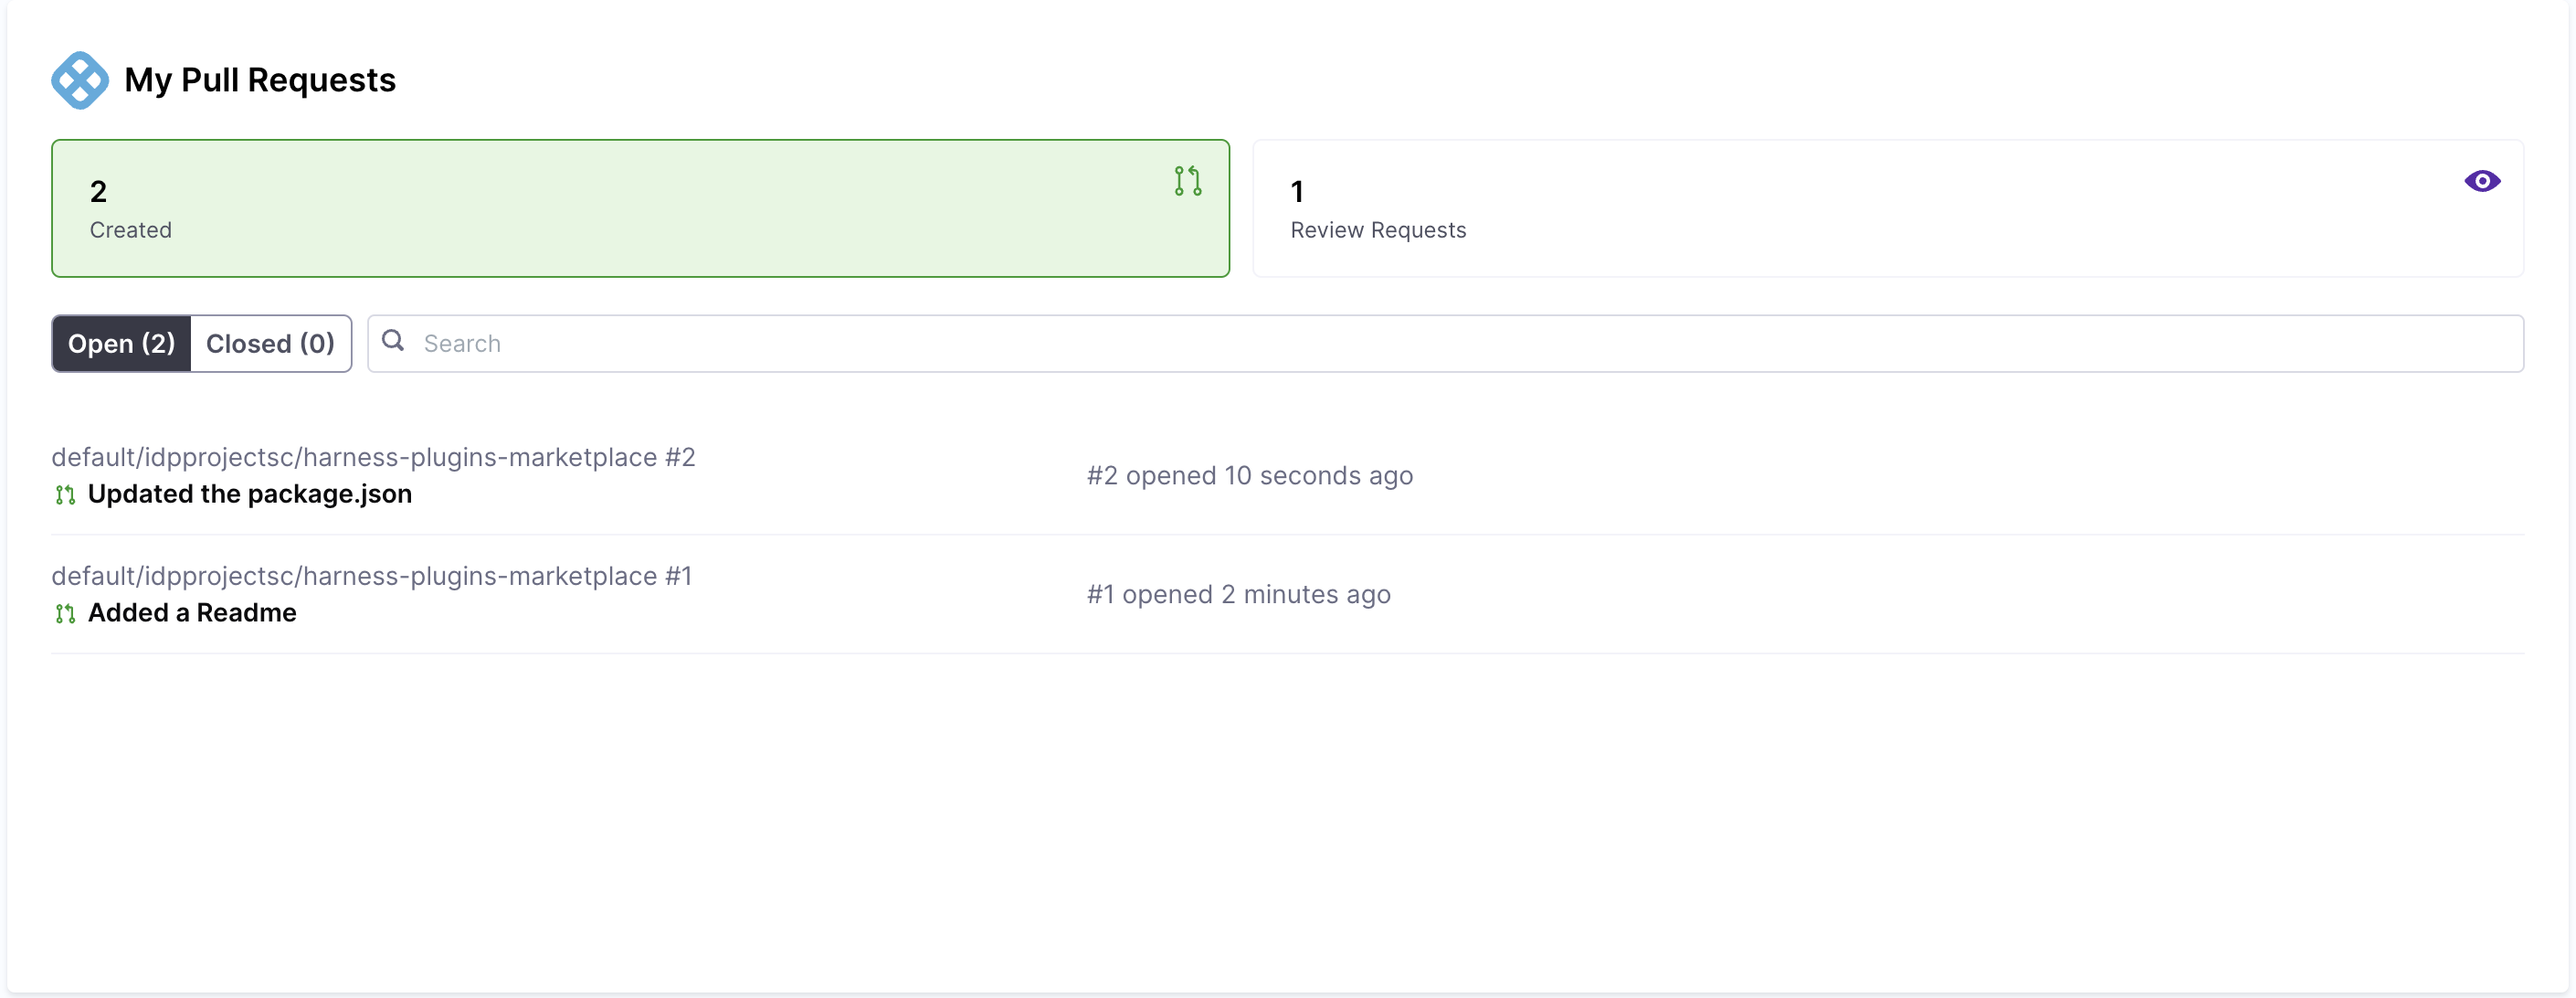 My Pull Requests
2
Created
1
Review Requests
Open (2)
Closed (0)
Search
default/idpprojectsc/harness-plugins-marketplace #2
Updated the package.json
#2 opened 10 seconds ago
default/idpprojectsc/harness-plugins-marketplace #1
Added a Readme
#1 opened 2 minutes ago